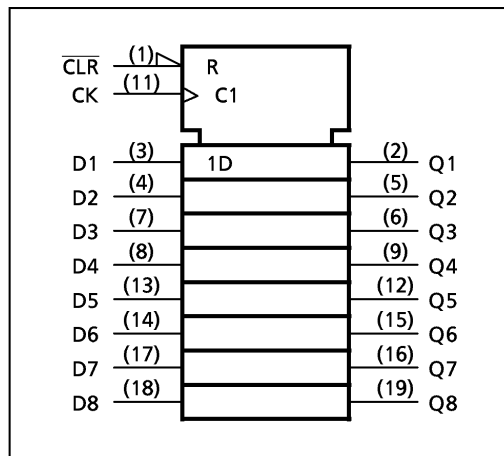 C̅L̅R̅ (1) R
CK (11) C1
D1 (3) 1D (2) Q1
D2 (4) (5) Q2
D3 (7) (6) Q3
D4 (8) (9) Q4
D5 (13) (12) Q5
D6 (14) (15) Q6
D7 (17) (16) Q7
D8 (18) (19) Q8